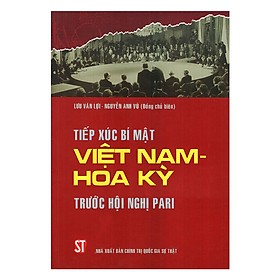 LƯU VĂN LỢI - NGUYỄN ANH VŨ (Đồng chủ biên)
TIẾP XÚC BÍ MẬT
VIỆT NAM-
HOA KỲ
TRƯỚC HỘI NGHỊ PARI
ST
NHÀ XUẤT BẢN CHÍNH TRỊ QUỐC GIA SỰ THẬT